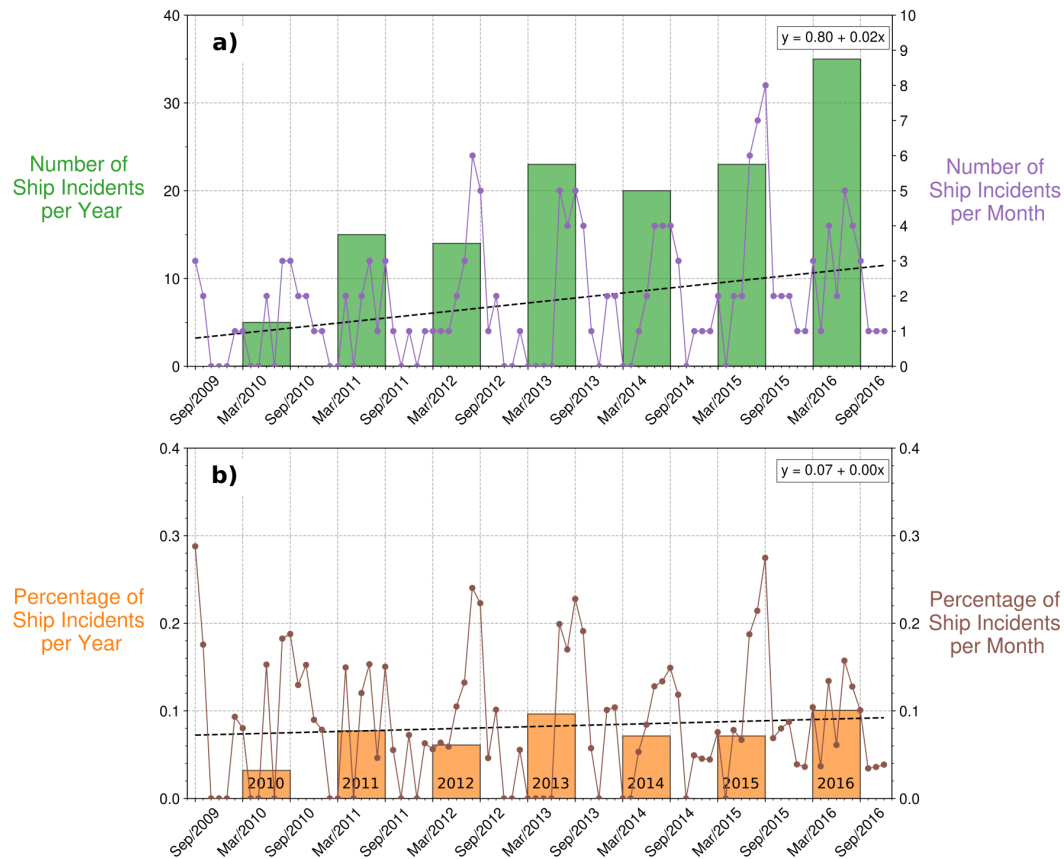 a)
y = 0.80 + 0.02x
40
30
20
10
0
10
9
8
7
6
5
4
3
2
1
0
Number of
Ship Incidents
per Year
Number of
Ship Incidents
per Month
Sep/2009
Mar/2010
Sep/2010
Mar/2011
Sep/2011
Mar/2012
Sep/2012
Mar/2013
Sep/2013
Mar/2014
Sep/2014
Mar/2015
Sep/2015
Mar/2016
Sep/2016
b)
y = 0.07 + 0.00x
0.4
0.3
0.2
0.1
0.0
0.4
0.3
0.2
0.1
0.0
Percentage of
Ship Incidents
per Year
Percentage of
Ship Incidents
per Month
2010
2011
2012
2013
2014
2015
2016
Sep/2009
Mar/2010
Sep/2010
Mar/2011
Sep/2011
Mar/2012
Sep/2012
Mar/2013
Sep/2013
Mar/2014
Sep/2014
Mar/2015
Sep/2015
Mar/2016
Sep/2016